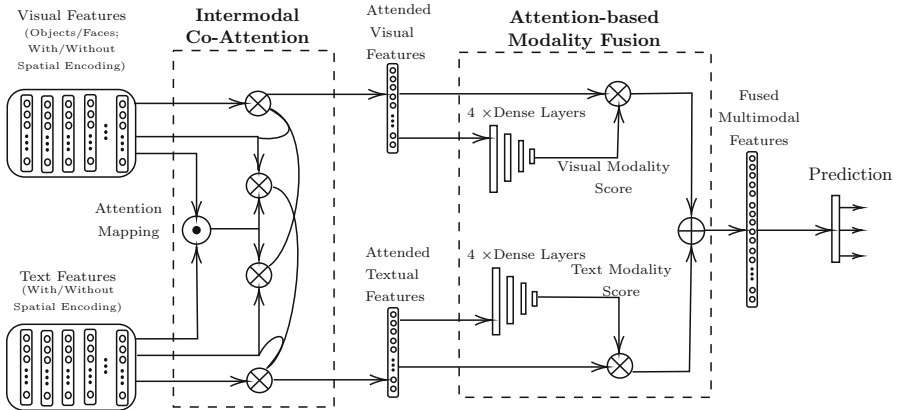 Visual Features
(Objects/Faces;
With/Without
Spatial Encoding)
Intermodal
Co-Attention
Attended
Visual
Features
Attention-based
Modality Fusion
4 ×Dense Layers
Visual Modality
Score
Fused
Multimodal
Features
Prediction
Attention
Mapping
Text Features
(With/Without
Spatial Encoding)
Attended
Textual
Features
4 ×Dense Layers
Text Modality
Score